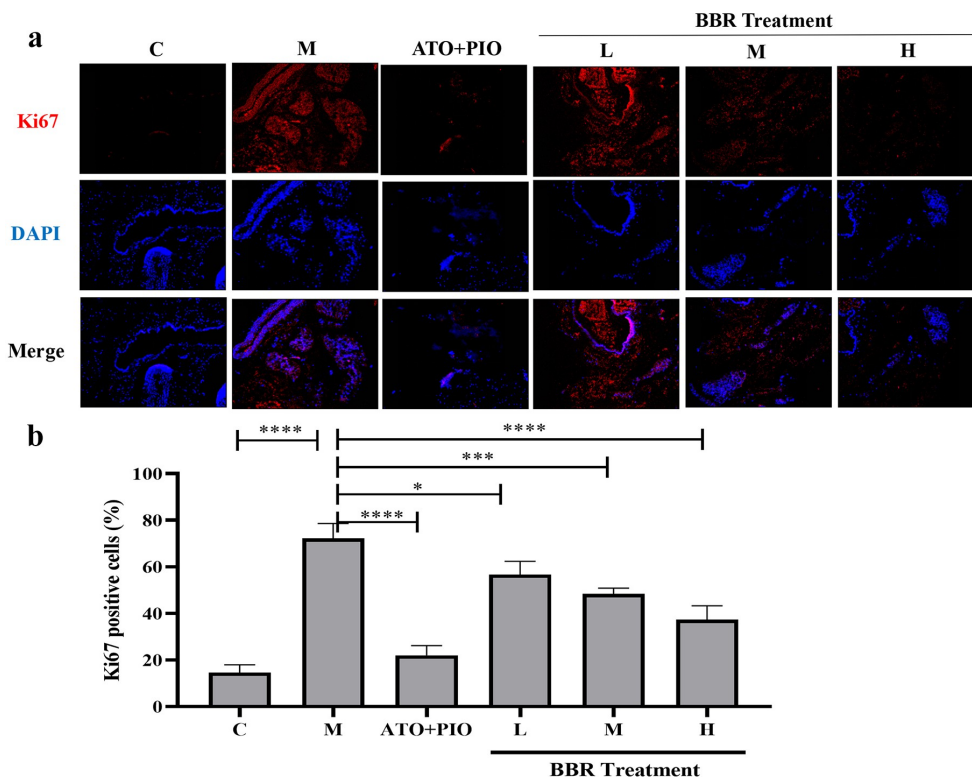 BBR Treatment
a
C M ATO+PIO L M H
Ki67
DAPI
Merge
b
****
****
***
*
****
100
80
60
40
20
0
Ki67 positive cells (%)
C M ATO+PIO L M H
BBR Treatment